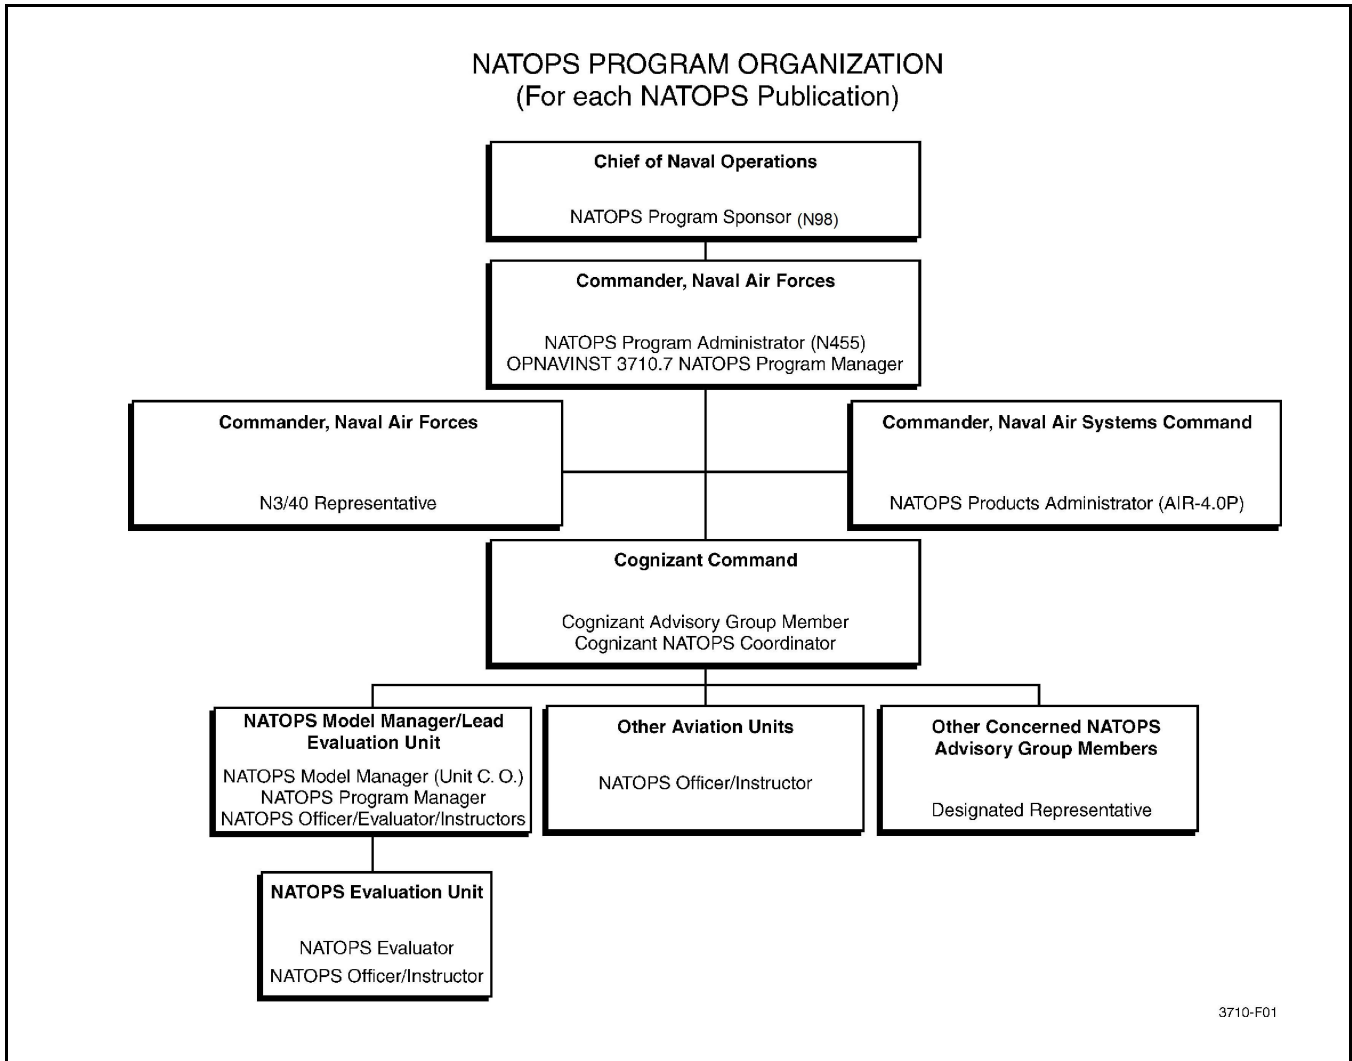 NATOPS PROGRAM ORGANIZATION
(For each NATOPS Publication)
Chief of Naval Operations
NATOPS Program Sponsor (N98)
Commander, Naval Air Forces
NATOPS Program Administrator (N455)
OPNAVINST 3710.7 NATOPS Program Manager
Commander, Naval Air Forces
N3/40 Representative
Commander, Naval Air Systems Command
NATOPS Products Administrator (AIR-4.0P)
Cognizant Command
Cognizant Advisory Group Member
Cognizant NATOPS Coordinator
NATOPS Model Manager/Lead
Evaluation Unit
NATOPS Model Manager (Unit C. O.)
NATOPS Program Manager
NATOPS Officer/Evaluator/Instructors
Other Aviation Units
NATOPS Officer/Instructor
Other Concerned NATOPS
Advisory Group Members
Designated Representative
NATOPS Evaluation Unit
NATOPS Evaluator
NATOPS Officer/Instructor
3710-F01